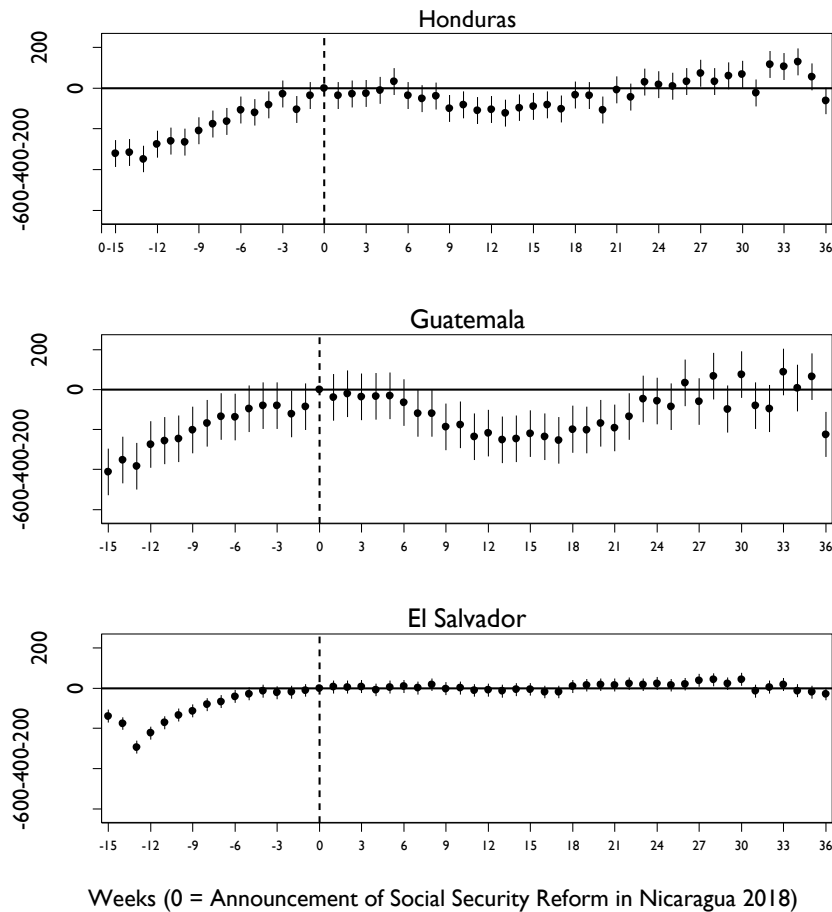 Honduras
200
0
-600-400-200
0 -15 -12 -9 -6 -3 0 3 6 9 12 15 18 21 24 27 30 33 36
Guatemala
200
0
-600-400-200
-15 -12 -9 -6 -3 0 3 6 9 12 15 18 21 24 27 30 33 36
El Salvador
200
0
-600-400-200
-15 -12 -9 -6 -3 0 3 6 9 12 15 18 21 24 27 30 33 36
Weeks (0 = Announcement of Social Security Reform in Nicaragua 2018)